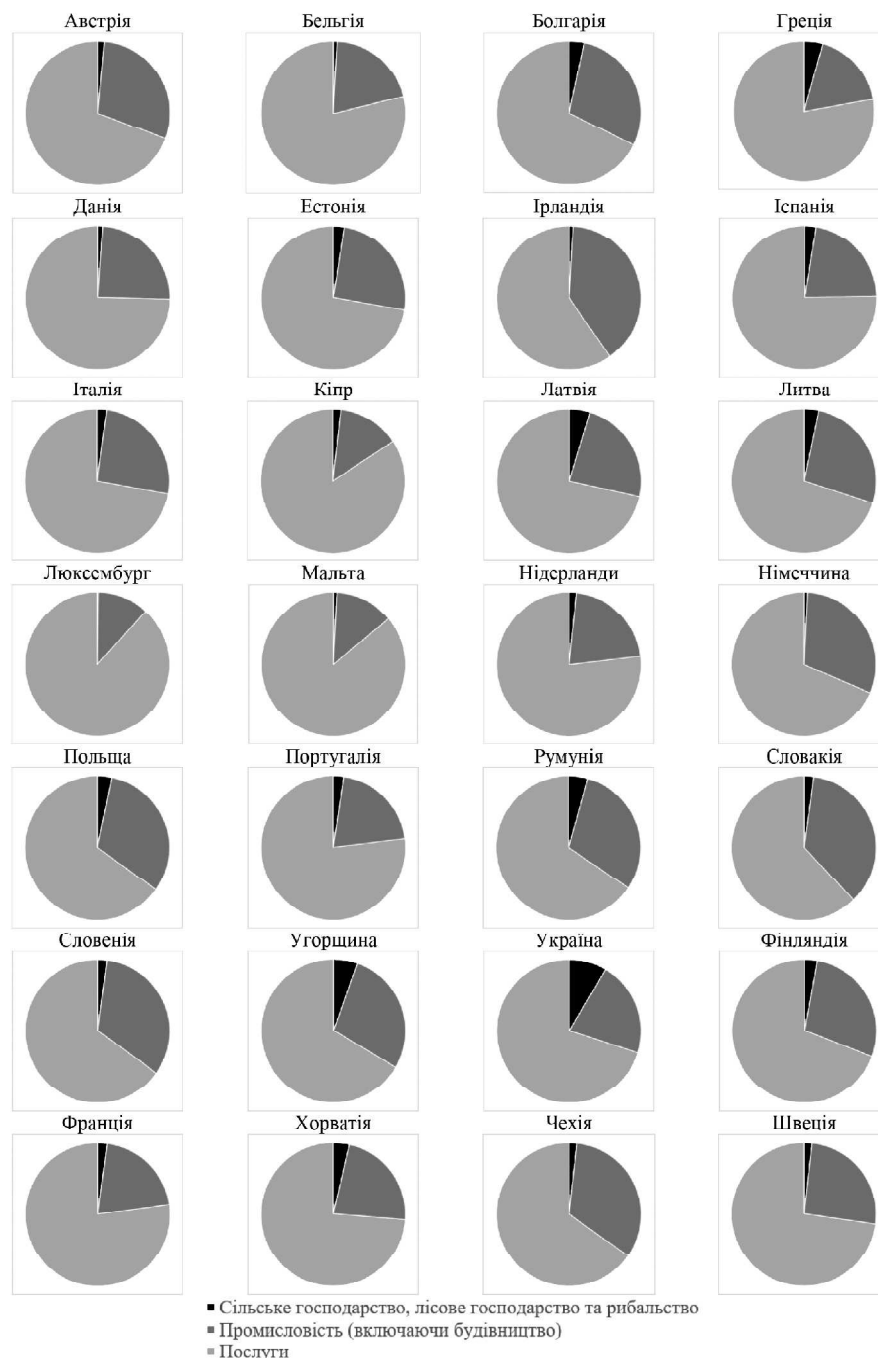 Австрія
Бельгія
Болгарія
Греція
Данія
Естонія
Ірландія
Іспанія
Італія
Кіпр
Латвія
Литва
Люксембург
Мальта
Нідерланди
Німеччина
Польща
Португалія
Румунія
Словакія
Словенія
Угорщина
Україна
Фінляндія
Франція
Хорватія
Чехія
Швеція
Сільське господарство, лісове господарство та рибальство
Промисловість (включаючи будівництво)
Послуги